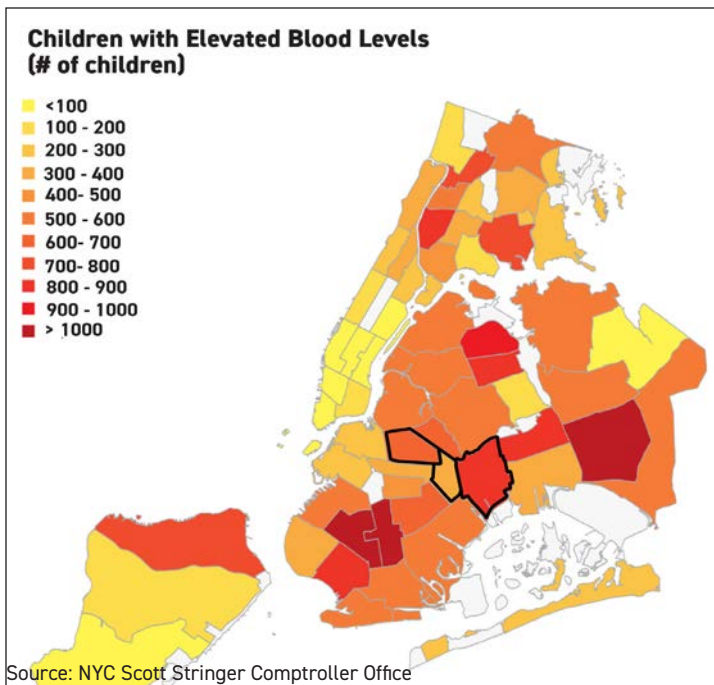 Children with Elevated Blood Levels
(# of children)
<100
100 - 200
200 - 300
300 - 400
400- 500
500 - 600
600- 700
700- 800
800 - 900
900 - 1000
> 1000
Source: NYC Scott Stringer Comptroller Office